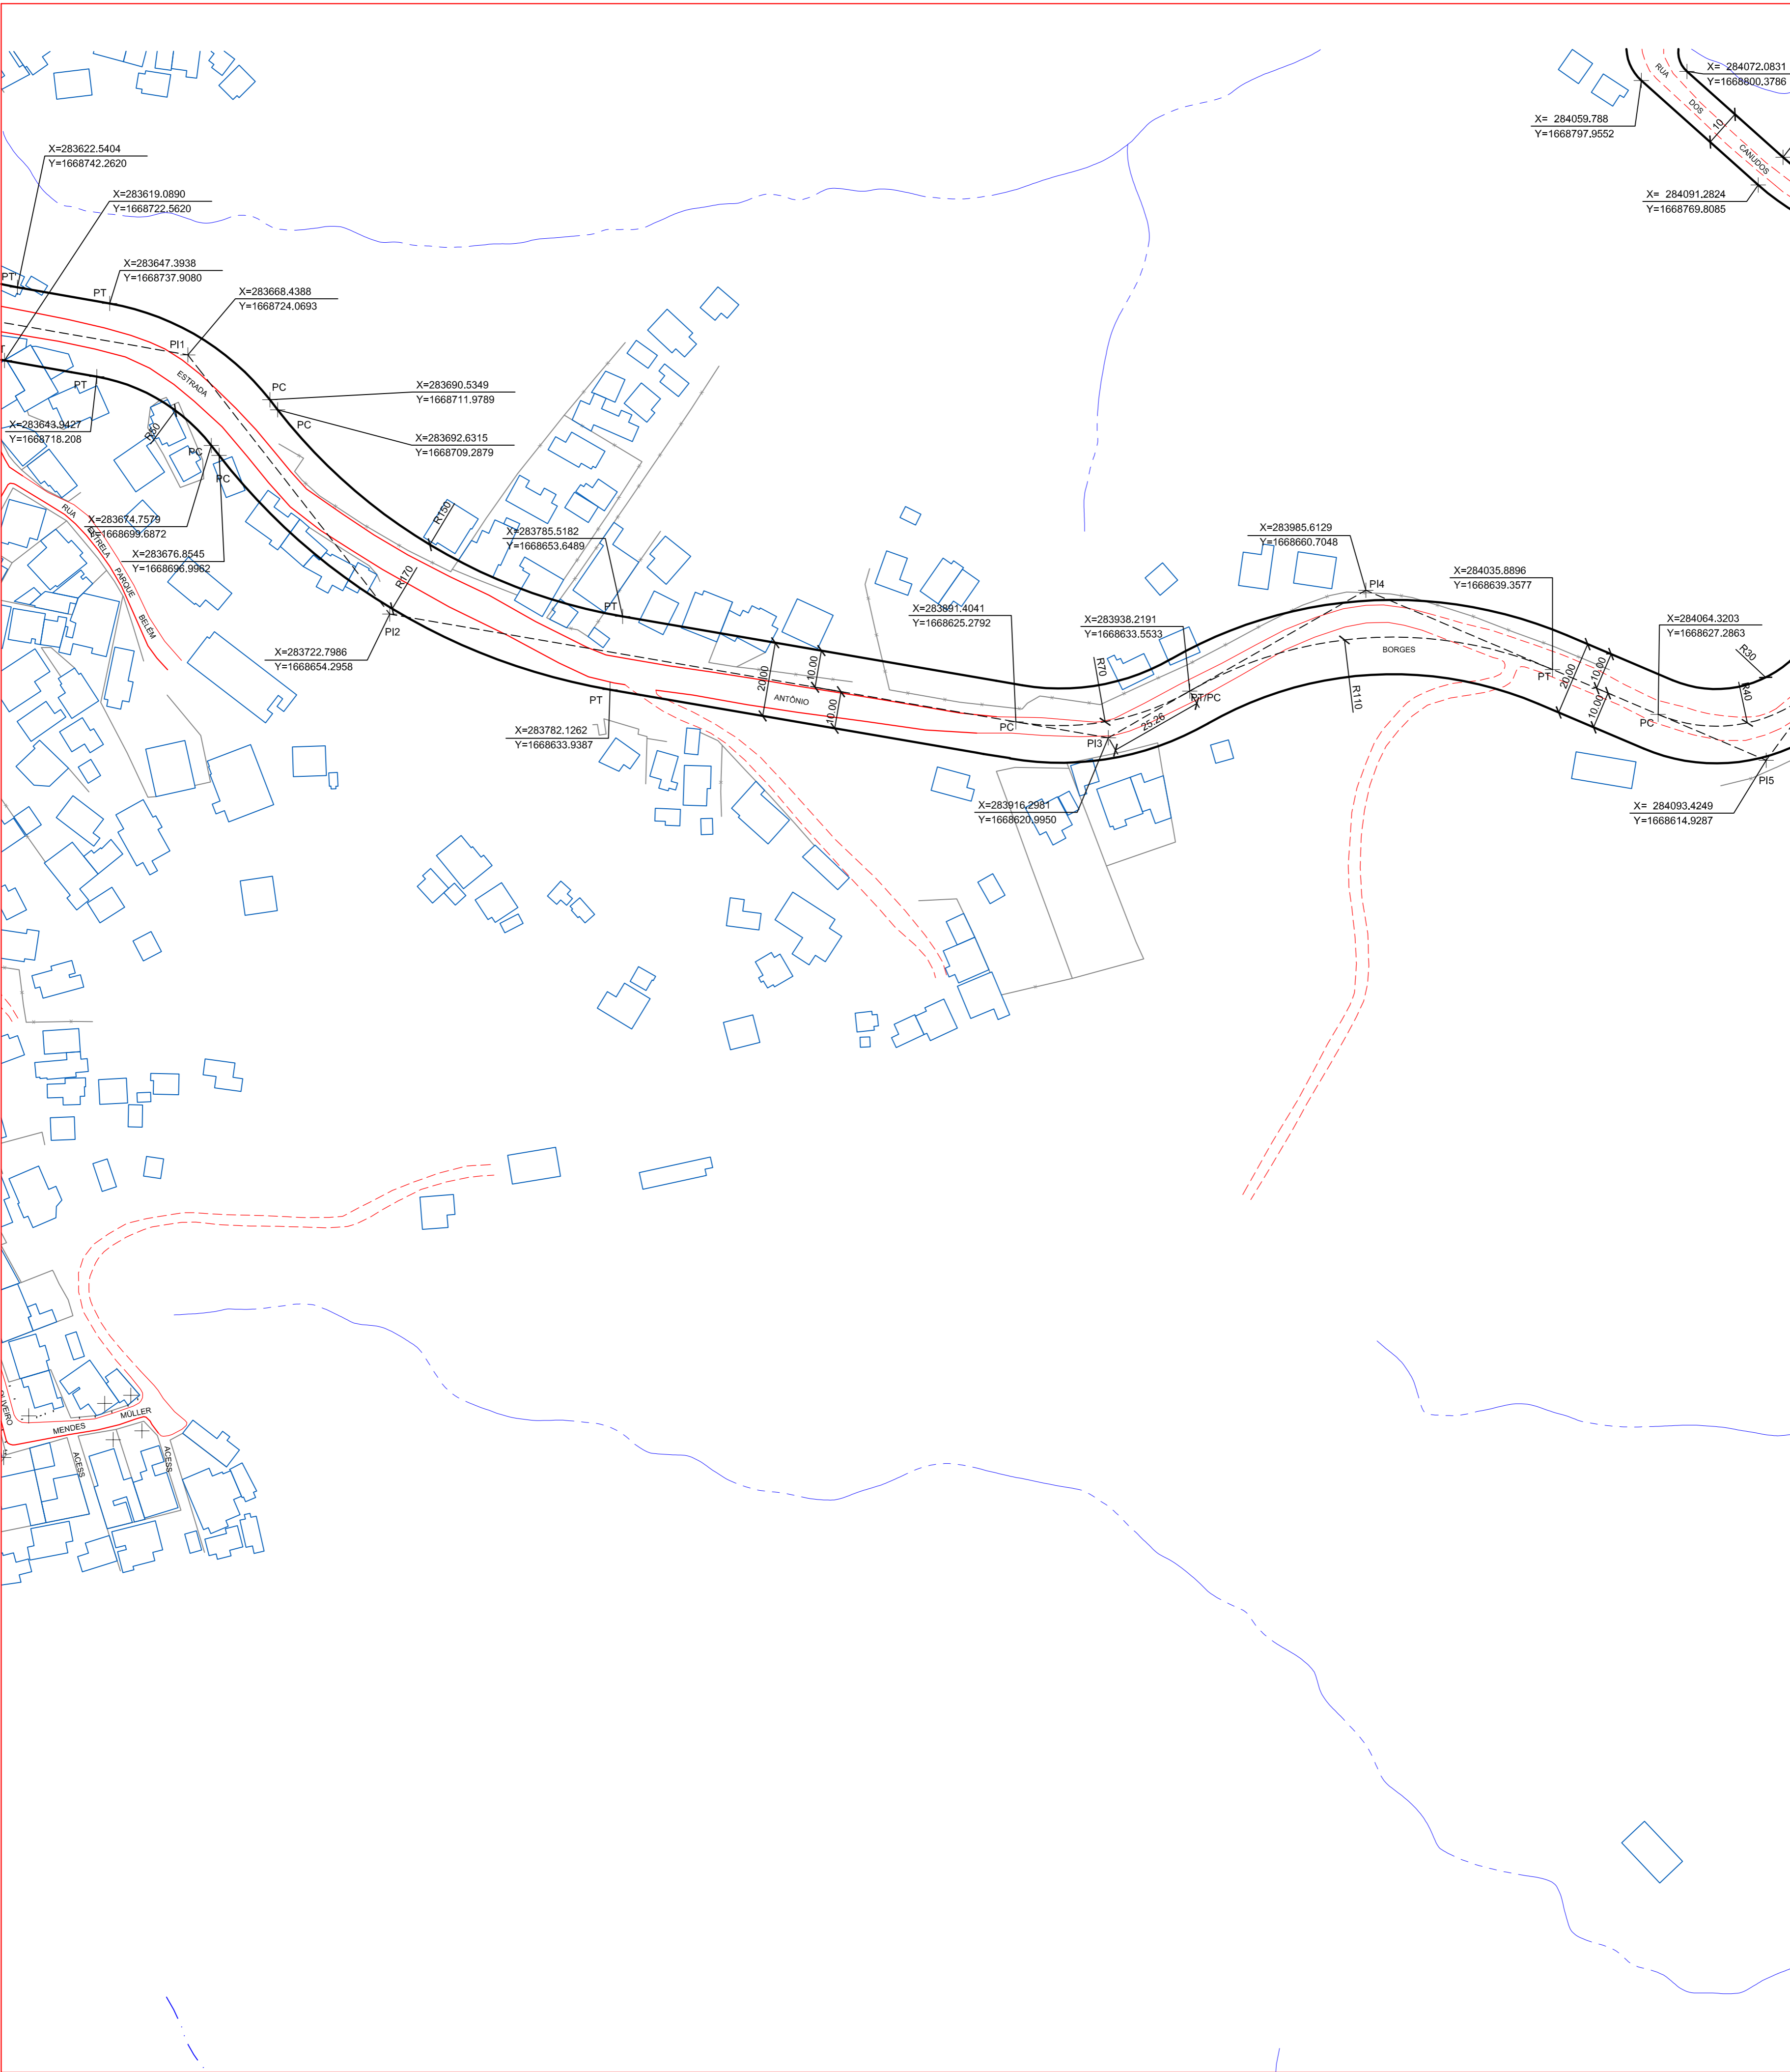 X= 284072.0831
Y=1668800.3786
RUA
DOS
CANUDOS
10
X= 284059.788
Y=1668797.9552
X= 284091.2824
Y=1668769.8085
X=283622.5404
Y=1668742.2620
X=283619.0890
Y=1668722.5620
X=283647.3938
Y=1668737.9080
X=283668.4388
Y=1668724.0693
PT'
PT
PI1
ESTRADA
PT
PC
PC
X=283690.5349
Y=1668711.9789
X=283692.6315
Y=1668709.2879
X=283643.9427
Y=1668718.208
R50
PC
PC
RUA
ESTRELA
PARQUE
BELÉM
X=283674.7579
Y=1668699.6872
X=283676.8545
Y=1668696.9962
R150
R170
PI2
X=283785.5182
Y=1668653.6489
PT
X=283722.7986
Y=1668654.2958
PT
X=283782.1262
Y=1668633.9387
20.00
10.00
10.00
ANTÔNIO
X=283891.4041
Y=1668625.2792
PC
X=283938.2191
Y=1668633.5533
R70
PI3
PT/PC
25.26
X=283916.2981
Y=1668620.9950
X=283985.6129
Y=1668660.7048
PI4
BORGES
R110
X=284035.8896
Y=1668639.3577
PT
20.00
10.00
10.00
X=284064.3203
Y=1668627.2863
PC
R30
R40
PI5
X= 284093.4249
Y=1668614.9287
OLIVEIRO
MENDES
MÜLLER
ACESS
ACESS